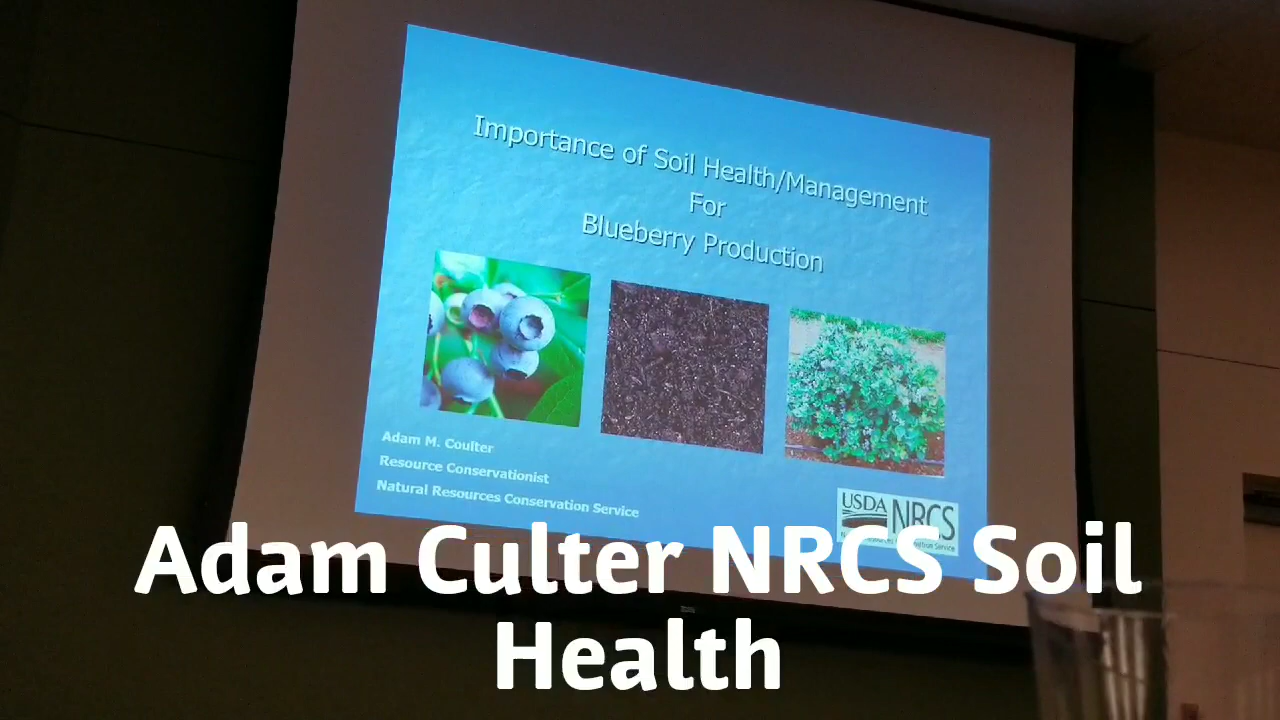 Importance of Soil Health/Management
For
Blueberry Production
Adam M. Coulter
Resource Conservationist
Natural Resources Conservation Service
USDA NRCS
Adam Culter NRCS Soil
Health